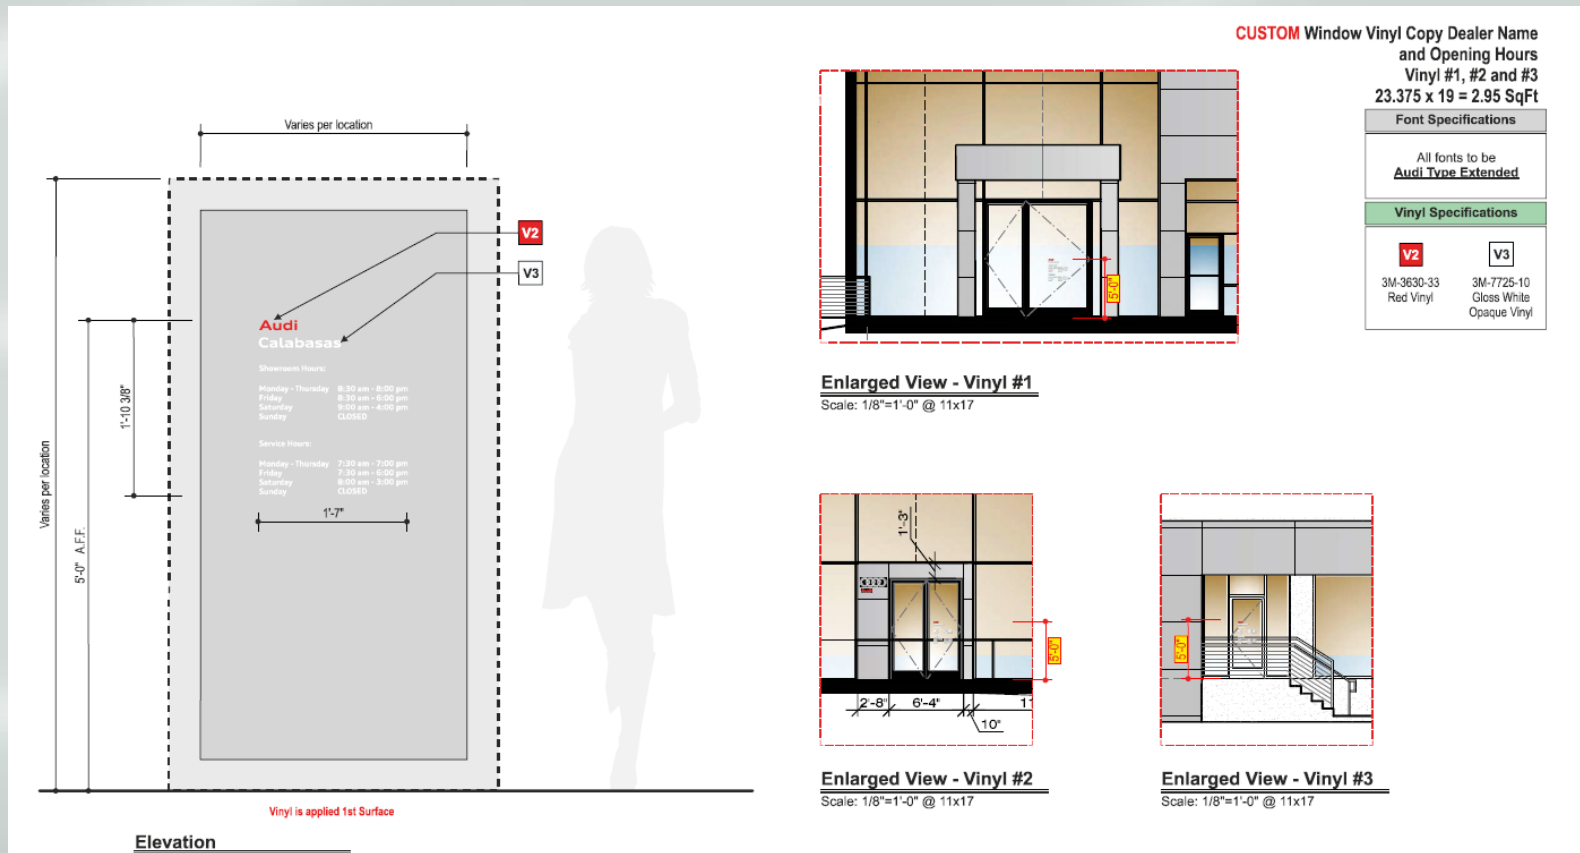 CUSTOM Window Vinyl Copy Dealer Name
and Opening Hours
Vinyl #1, #2 and #3
23.375 x 19 = 2.95 SqFt
Font Specifications
All fonts to be
Audi Type Extended
Vinyl Specifications
V2
V3
3M-3630-33
Red Vinyl
3M-7725-10
Gloss White
Opaque Vinyl
Varies per location
V2
V3
Audi
Calabasas
Showroom Hours:
Monday - Thursday 8:30 am - 8:00 pm
Friday 8:30 am - 6:00 pm
Saturday 9:00 am - 4:00 pm
Sunday CLOSED
Service Hours:
Monday - Thursday 7:30 am - 7:00 pm
Friday 7:30 am - 6:00 pm
Saturday 8:00 am - 3:00 pm
Sunday CLOSED
1'-7"
1'-10 3/8"
5'-0" A.F.F.
Varies per location
Vinyl is applied 1st Surface
Elevation
5'-0"
Enlarged View - Vinyl #1
Scale: 1/8"=1'-0" @ 11x17
1'-3"
Audi
5'-0"
2'-8"
6'-4"
1'
10"
Enlarged View - Vinyl #2
Scale: 1/8"=1'-0" @ 11x17
5'-0"
Enlarged View - Vinyl #3
Scale: 1/8"=1'-0" @ 11x17